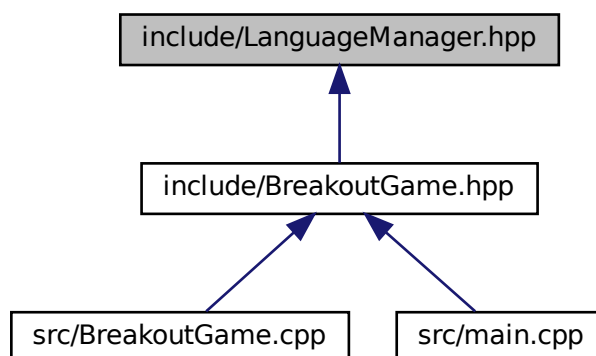 include/LanguageManager.hpp
include/BreakoutGame.hpp
src/BreakoutGame.cpp
src/main.cpp